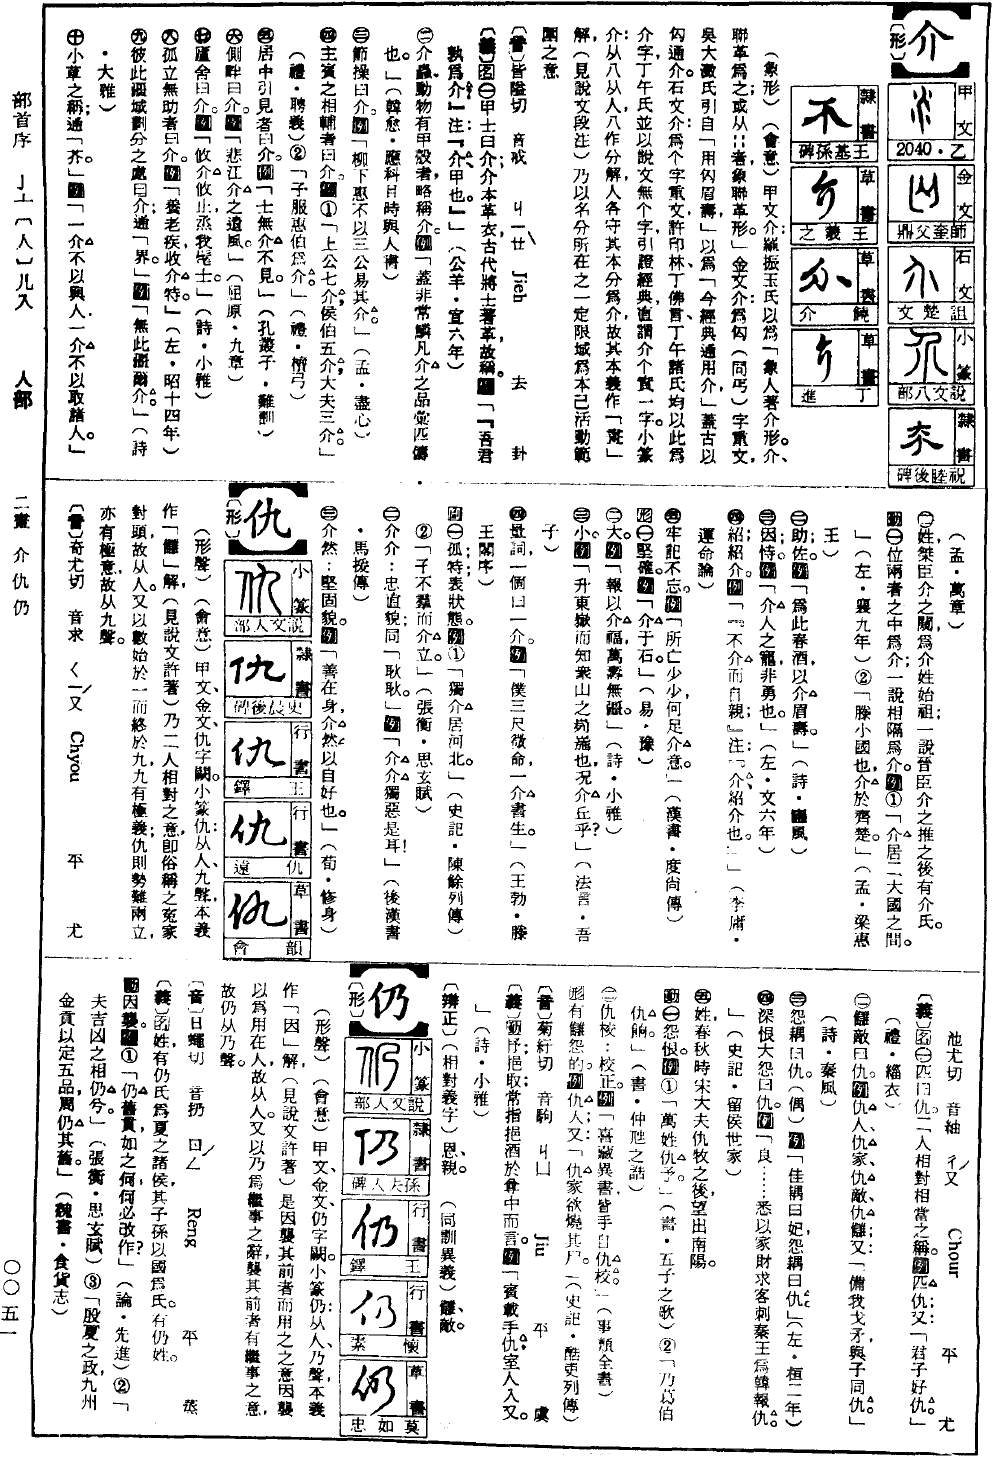 部首序 丿亠〔人〕儿入 人部 二畫 介仇仍 ○○五一
介
〔形〕
甲文 乙・2040
金文 師𡘇父鼎
石文 詛楚文
小篆 說文八部
隸書 祝睦後碑
隸書 王基孫碑
草書 王羲之
草書 饒介
草書 丁進
（象形）（會意）甲文介，羅振玉氏以爲「象人著介形。介，
聯革爲之；或从者，象聯革形。」金文介爲匃（同丐）字重文，
吳大澂氏引自「用匃眉壽」，以爲「今經典通用介」，蓋古以
匃通介。石文介爲个字重文，許印林、丁佛言、丁午諸氏均以此爲
介字，丁午氏並以說文無个字，引證經典，直謂介个實一字。小篆
介：从八从人，八作分解，人各守其本分爲介，故其本義作「畫」
解（見說文段注），乃以名分所在之一定限域爲本己活動範
圍之意。
〔音〕皆隘切 音戒 ㄐㄧㄝˋ Jieh 去 卦
〔義〕名㊀甲士曰介，介本革衣，古代將士著革，故稱。例「『吾君
孰爲介』注：『介，甲也。』」（公羊・宣六年）
㊁介蟲，動物有甲殼者略稱介。例「蓋非常鱗凡介之品彙匹儔
也。」（韓愈・應科目時與人書）
㊂節操曰介。例「柳下惠不以三公易其介。」（孟・盡心）
㊃主賓之相輔者曰介。例①「上公七介，侯伯五介，大夫三介。」
（禮・聘義）②「子服惠伯爲介。」（禮・檀弓）
㊄居中引見者曰介。例「士無介不見。」（孔叢子・雜訓）
㊅側畔曰介。例「悲江介之遺風。」（屈原・九章）
㊆廬舍曰介。例「攸介攸止，烝我髦士。」（詩・小雅）
㊇孤立無助者曰介。例「養老疾，收介特。」（左・昭十四年）
㊈彼此疆域劃分之處曰介，通「界」。例「無此疆爾介。」（詩
・大雅）
㊉小草之稱；通「芥」。例「一介不以與人，一介不以取諸人。」
（孟・萬章）
㊀姓，桀臣介之闞爲介姓始祖；一說晉臣介之推之後有介氏。
動㊀位兩者之中爲介；一說相隔爲介。例①「介居二大國之間。
」（左・襄九年）②「滕，小國也，介於齊楚。」（孟・梁惠
王）
㊁助；佐。例「爲此春酒，以介眉壽。」（詩・豳風）
㊂因；恃。例「介人之寵，非勇也。」（左・文六年）
㊃紹，紹介。例「『不介而自親』注：『介，紹介也。』」（李康・
運命論）
㊄牢記不忘。例「所亡少少，何足介意。」（漢書・度尚傳）
形㊀堅確。例「介于石。」（易・豫）
㊁大。例「報以介福，萬壽無疆。」（詩・小雅）
㊂小。例「升東嶽而知衆山之峛崺也，況介丘乎？」（法言・吾
子）
㊃量詞，一個曰一介。例「僕三尺微命，一介書生。」（王勃・滕
王閣序）
副㊀孤；特，表狀態。例①「獨介居河北。」（史記・陳餘列傳）
②「子不羣而介立。」（張衡・思玄賦）
㊁介介：忠直貌；同「耿耿」。例「介介獨惡是耳！」（後漢書
・馬援傳）
㊂介然：堅固貌。例「善在身，介然以自好也。」（荀・修身）
仇
〔形〕
小篆 說文人部
隸書 史晨後碑
行書 王鐸
行書 仇遠
草書 韻會
（形聲）（會意）甲文、金文，仇字闕。小篆仇：从人，九聲，本義
作「讎」解（見說文許著），乃二人相對之意，即俗稱之冤家
對頭，故从人。又以數始於一而終於九，九有極義；仇則勢難兩立，
亦有極意，故从九聲。
〔音〕奇尤切 音求 ㄑㄧㄡˊ Chyou 平 尤
池尤切 音紬 ㄔㄡˊ Chour 平 尤
〔義〕名㊀匹曰仇，二人相對相當之稱。例匹仇；又「君子好仇。」
（禮・緇衣）
㊁讎敵曰仇。例仇人、仇家、仇敵、仇讎；又「脩我戈矛，與子同仇。」
（詩・秦風）
㊂怨耦曰仇。（偶）例「佳耦曰妃，怨耦曰仇。」（左・桓二年）
㊃深恨大怨曰仇。例「良……悉以家財求客刺秦王，爲韓報仇。
」（史記・留侯世家）
㊄姓，春秋時宋大夫仇牧之後，望出南陽。
動㊀怨恨。例①「萬姓仇予。」（書・五子之歌）②「乃葛伯
仇餉。」（書・仲虺之誥）
㊁仇校：校正。例「喜藏異書，皆手自仇校。」（事類全書）
形有讎怨的。例仇人；又「仇家欲燒其尸。」（史記・酷吏列傳）
〔音〕菊紆切 音駒 ㄐㄩ Jiu 平 虞
〔義〕動抒；挹取，常指挹酒於尊中而言。例「賓載手仇，室人入又。
」（詩・小雅）
〔辨正〕（相對義字）恩、親。 （同訓異義）讎、敵。
仍
〔形〕
小篆 說文人部
隸書 孫夫人碑
行書 王鐸
行書 懷素
草書 莫如忠
（形聲）（會意）甲文、金文，仍字闕。小篆仍：从人，乃聲，本義
作「因」解（見說文許著），是因襲其前者而用之之意，因襲
以爲用在人，故从人。又以乃爲繼事之辭，襲其前者有繼事之意，
故仍从乃聲。
〔音〕日蠅切 音扔 ㄖㄥˊ Reng 平 蒸
〔義〕名姓，有仍氏爲夏之諸侯，其子孫以國爲氏。有仍姓。
動因；襲。例①「仍舊貫，如之何？何必改作？」（論・先進）②「
夫吉凶之相仍兮。」（張衡・思玄賦）③「殷夏之政，九州
金貢，以定五品，周仍其舊。」（魏書・食貨志）